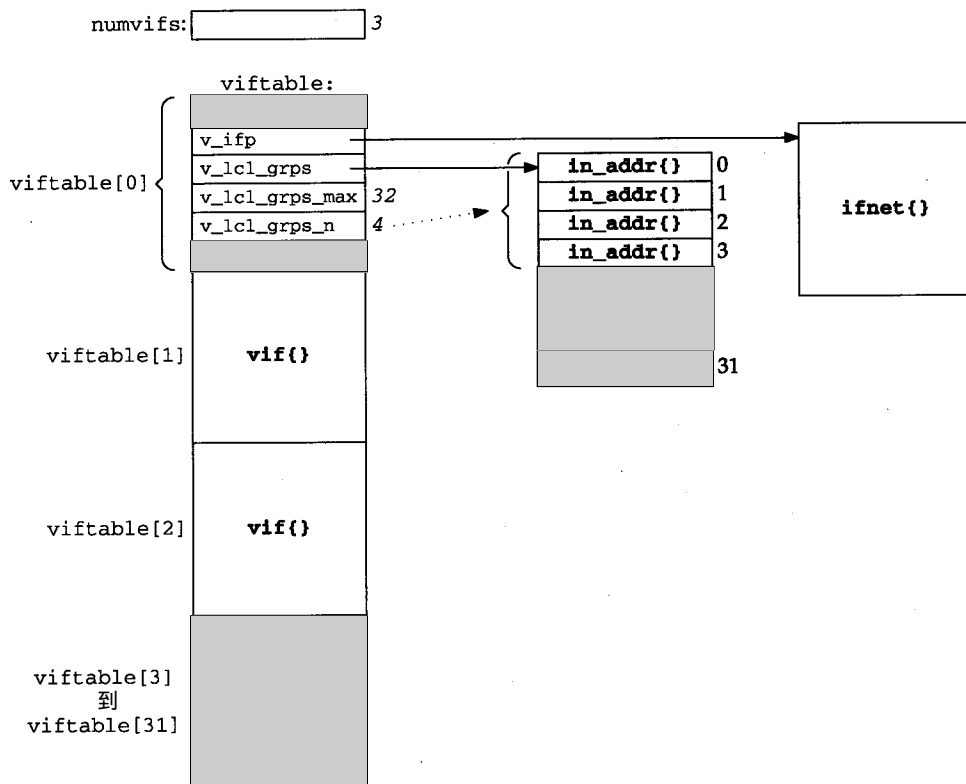 numvifs: 3
viftable:
viftable[0]
v_ifp
v_lcl_grps
v_lcl_grps_max 32
v_lcl_grps_n 4
in_addr{} 0
in_addr{} 1
in_addr{} 2
in_addr{} 3
31
ifnet{}
viftable[1] vif{}
viftable[2] vif{}
viftable[3]
到
viftable[31]